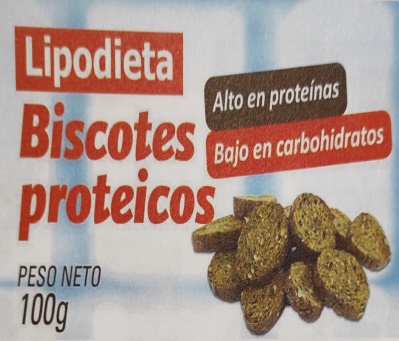 Lipodieta
Biscotes
proteicos
Alto en proteínas
Bajo en carbohidratos
PESO NETO
100g